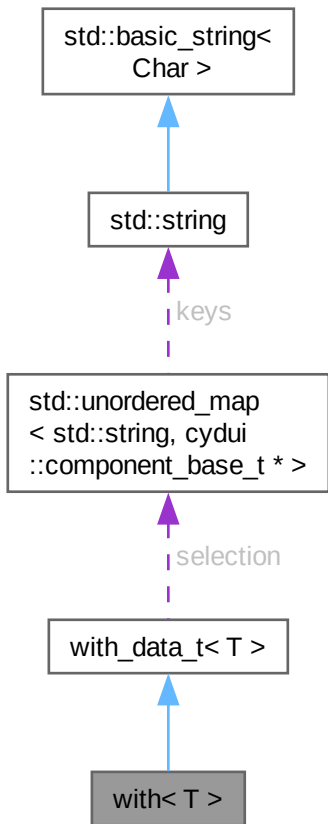 std::basic_string<
Char >
std::string
keys
std::unordered_map
< std::string, cydui
::component_base_t * >
selection
with_data_t< T >
with< T >